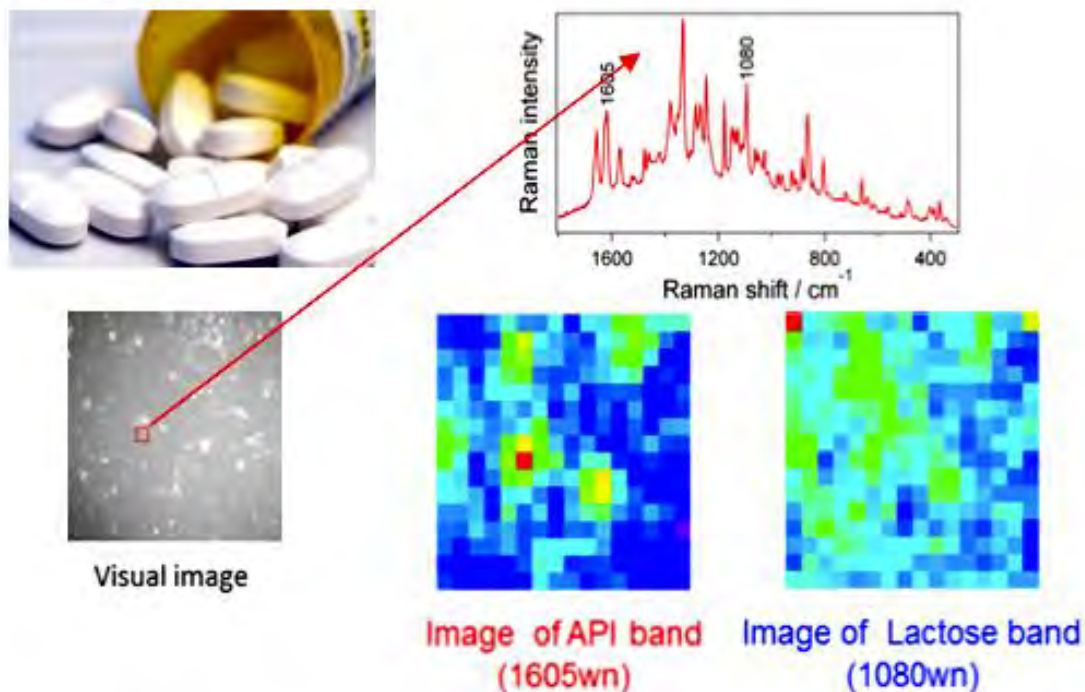 1605
1080
Raman intensity
1600 1200 800 400
Raman shift / cm⁻¹
Visual image
Image of API band
(1605wn)
Image of Lactose band
(1080wn)